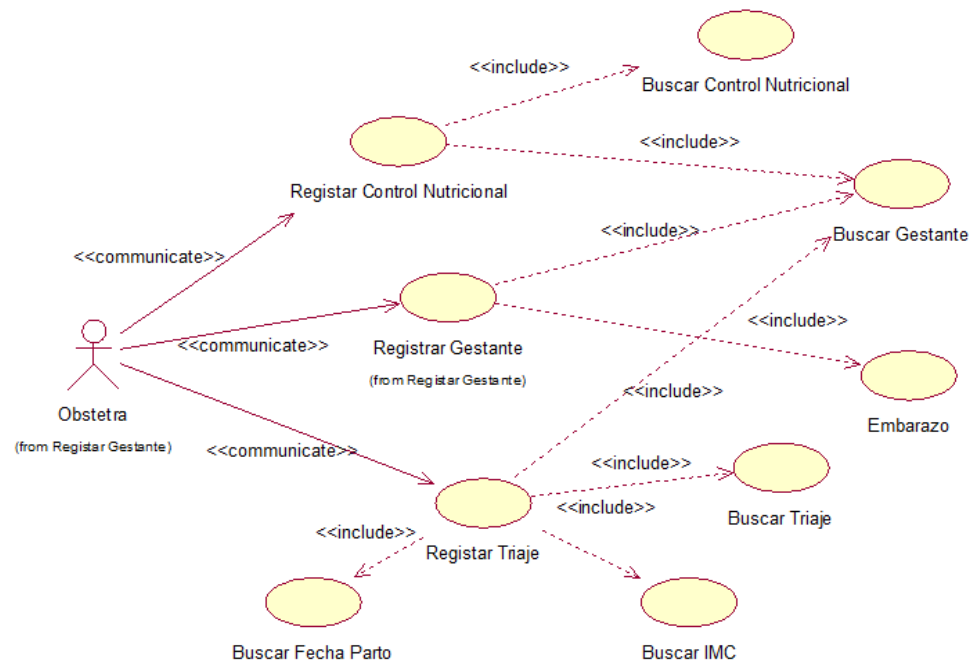 <<include>>
Buscar Control Nutricional
<<include>>
Registar Control Nutricional
Buscar Gestante
<<include>>
<<communicate>>
<<include>>
<<communicate>>
Registrar Gestante
(from Registar Gestante)
<<include>>
Obstetra
(from Registar Gestante)
Embarazo
<<communicate>>
<<include>>
<<include>>
Buscar Triaje
<<include>>
Registar Triaje
Buscar Fecha Parto
Buscar IMC